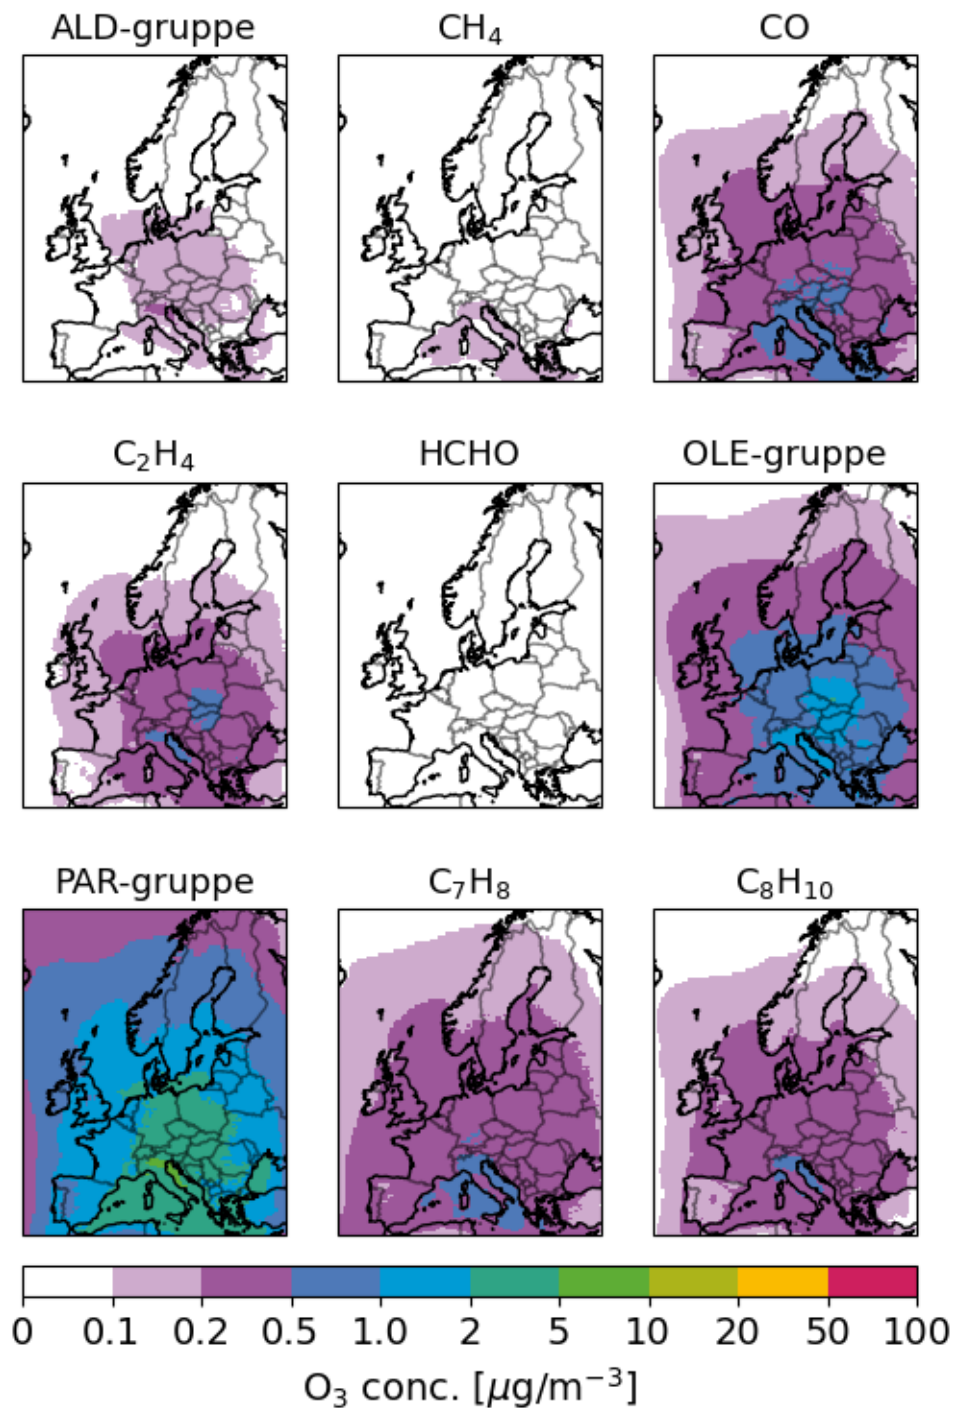 ALD-gruppe CH₄ CO
C₂H₄ HCHO OLE-gruppe
PAR-gruppe C₇H₈ C₈H₁₀
0 0.1 0.2 0.5 1.0 2 5 10 20 50 100
O₃ conc. [μg/m⁻³]